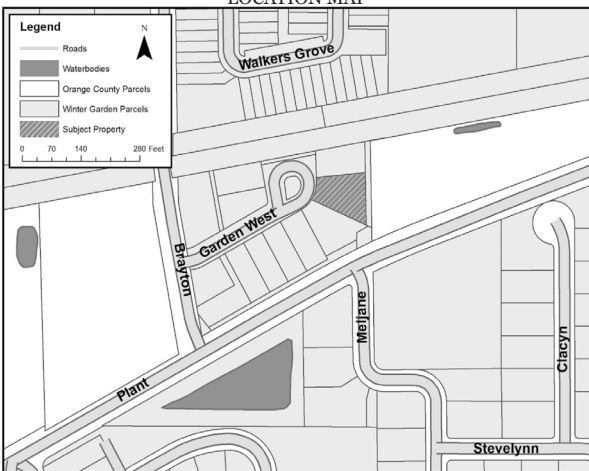 LOCATION MAP
Legend
N
Roads
Waterbodies
Orange County Parcels
Winter Garden Parcels
Subject Property
0 70 140 280 Feet
Walkers Grove
Garden West
Brayton
Meljane
Plant
Clacyn
Stevelynn